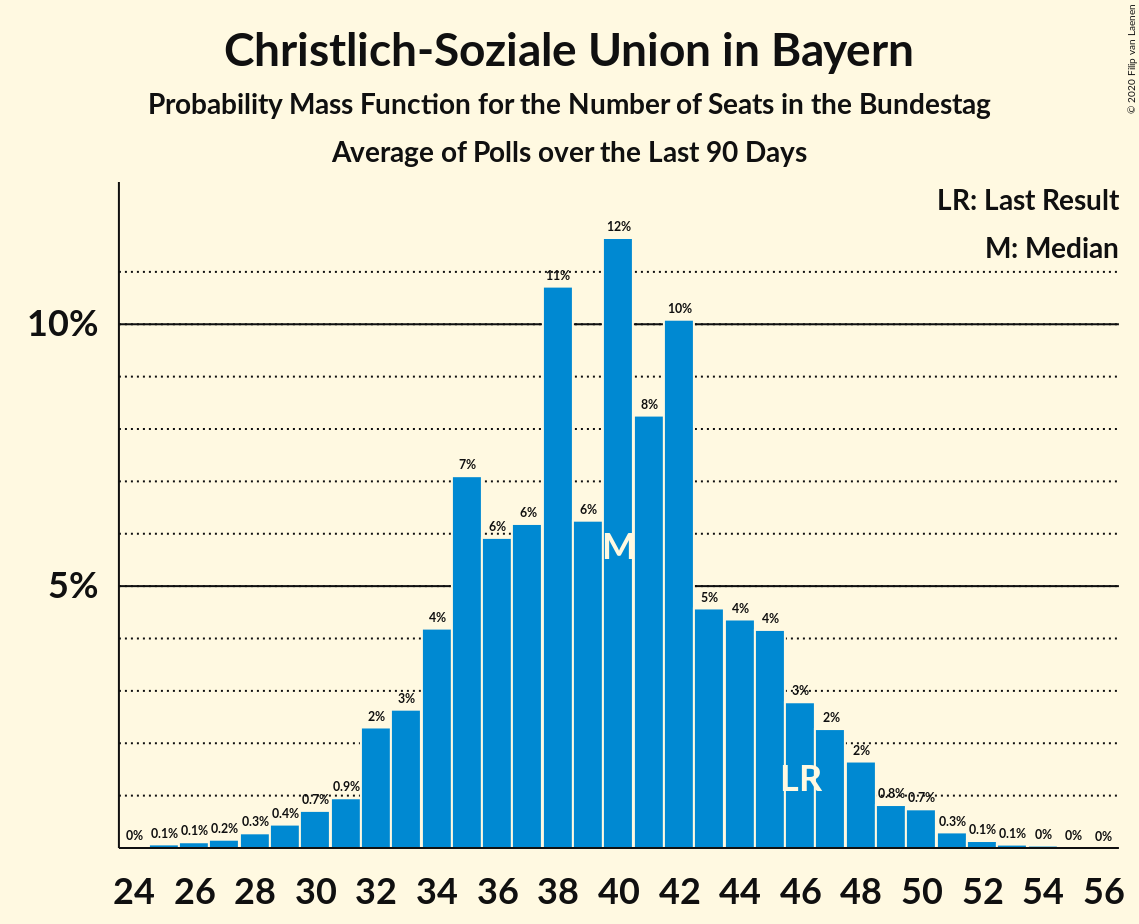 Christlich-Soziale Union in Bayern
Probability Mass Function for the Number of Seats in the Bundestag
Average of Polls over the Last 90 Days
© 2020 Filip van Laenen
LR: Last Result
M: Median
10%
5%
0% 0.1% 0.1% 0.2% 0.3% 0.4% 0.7% 0.9% 2% 3% 4% 7% 6% 6% 11% 6% 12% 8% 10% 5% 4% 4% 3% 2% 2% 0.8% 0.7% 0.3% 0.1% 0.1% 0% 0% 0%
M
LR
24 26 28 30 32 34 36 38 40 42 44 46 48 50 52 54 56